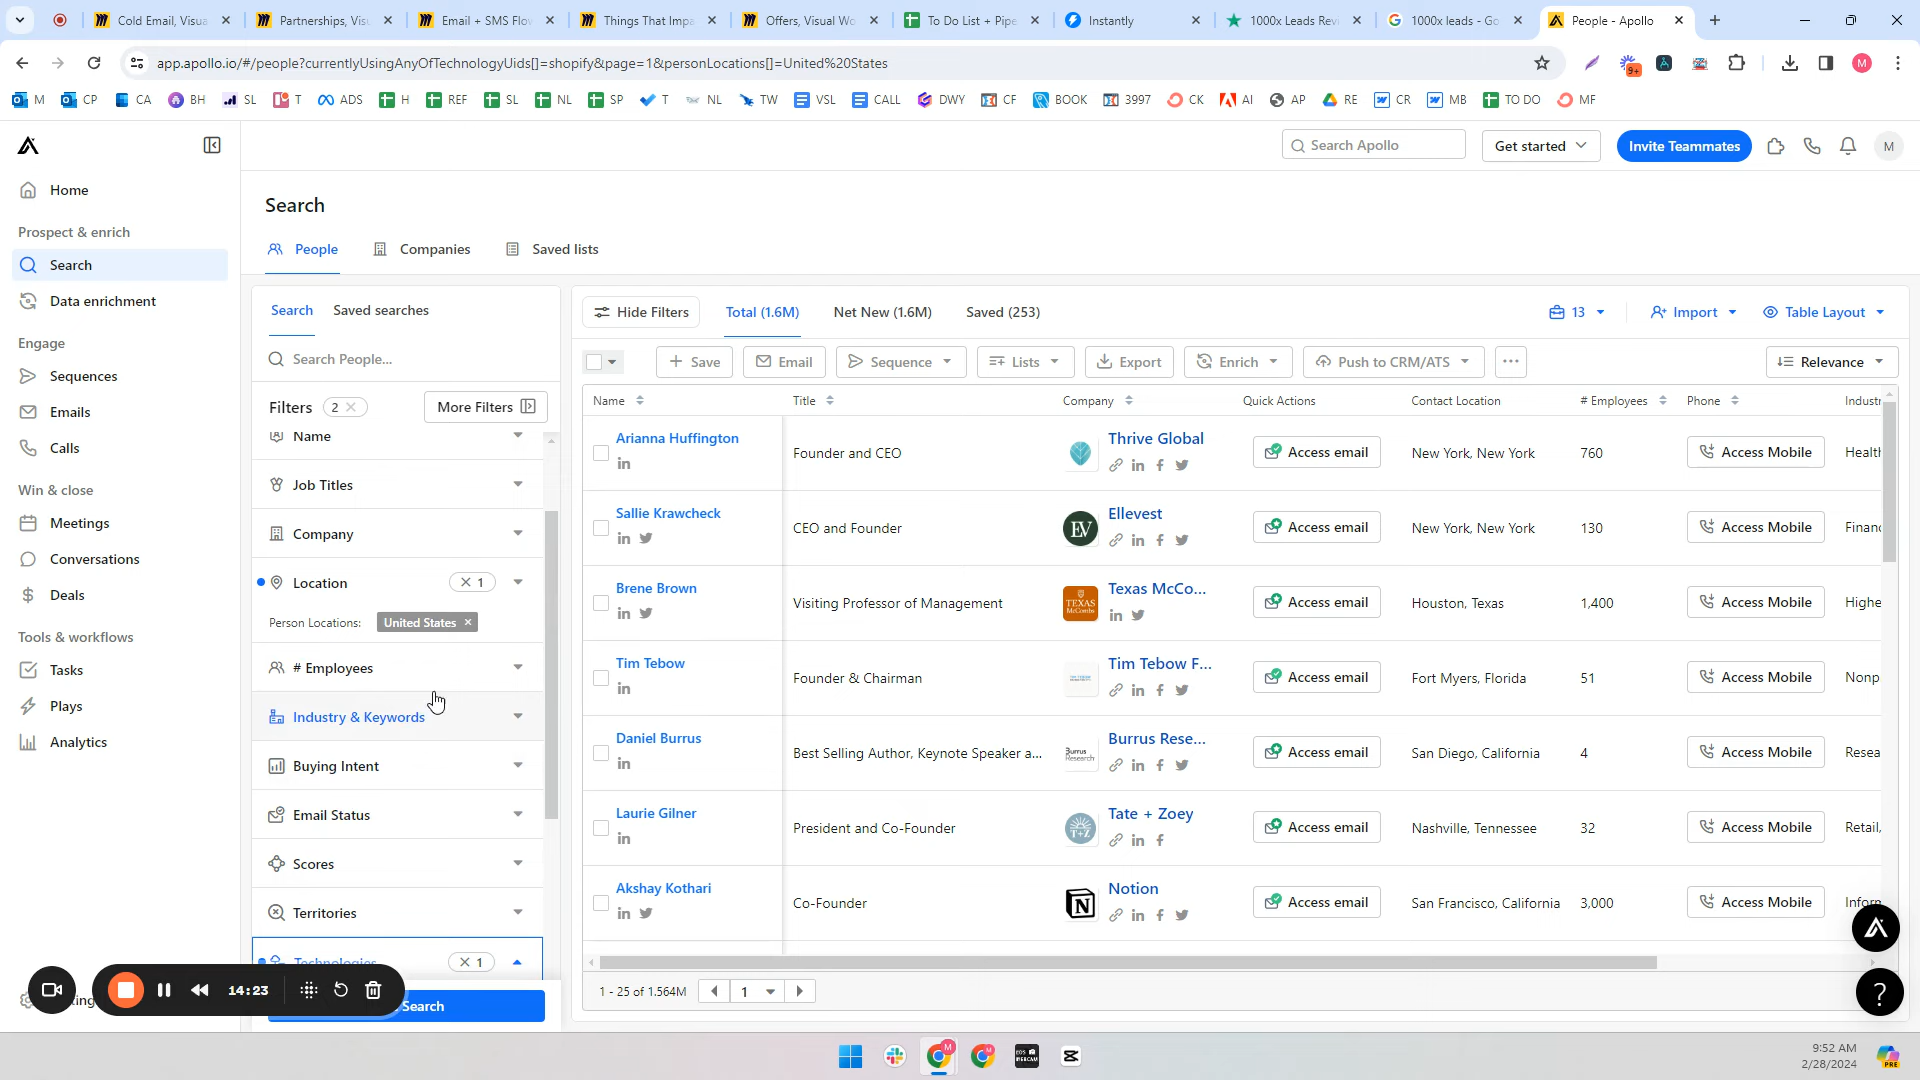 Cold Email, Visua
Partnerships, Visu
Email + SMS Flow
Things That Impa
Offers, Visual Wo
To Do List + Pipe
Instantly
1000x Leads Rev
1000x leads - Go
People - Apollo
app.apollo.io/#/people?currentlyUsingAnyOfTechnologyUids[]=shopify&page=1&personLocations[]=United%20States
9+
M
M
CP
CA
BH
SL
T
ADS
H
REF
SL
NL
SP
T
NL
TW
VSL
CALL
DWY
CF
BOOK
3997
CK
AI
AP
RE
CR
MB
TO DO
MF
Search Apollo
Get started
Invite Teammates
M
Home
Prospect & enrich
Search
Data enrichment
Engage
Sequences
Emails
Calls
Win & close
Meetings
Conversations
Deals
Tools & workflows
Tasks
Plays
Analytics
Search
People
Companies
Saved lists
Search
Saved searches
Search People...
Filters 2
More Filters
Name
Job Titles
Company
Location 1
Person Locations: United States
# Employees
Industry & Keywords
Buying Intent
Email Status
Scores
Territories
Technologies 1
Search
14:23
Hide Filters
Total (1.6M)
Net New (1.6M)
Saved (253)
13
Import
Table Layout
Save
Email
Sequence
Lists
Export
Enrich
Push to CRM/ATS
Relevance
Name Title Company Quick Actions Contact Location # Employees Phone Industr
Arianna Huffington Founder and CEO Thrive Global Access email New York, New York 760 Access Mobile Health
Sallie Krawcheck CEO and Founder Ellevest Access email New York, New York 130 Access Mobile Financ
Brene Brown Visiting Professor of Management Texas McCo... Access email Houston, Texas 1,400 Access Mobile Highe
Tim Tebow Founder & Chairman Tim Tebow F... Access email Fort Myers, Florida 51 Access Mobile Nonp
Daniel Burrus Best Selling Author, Keynote Speaker a... Burrus Rese... Access email San Diego, California 4 Access Mobile Resea
Laurie Gilner President and Co-Founder Tate + Zoey Access email Nashville, Tennessee 32 Access Mobile Retail,
Akshay Kothari Co-Founder Notion Access email San Francisco, California 3,000 Access Mobile Inform
1 - 25 of 1.564M
1
9:52 AM
2/28/2024